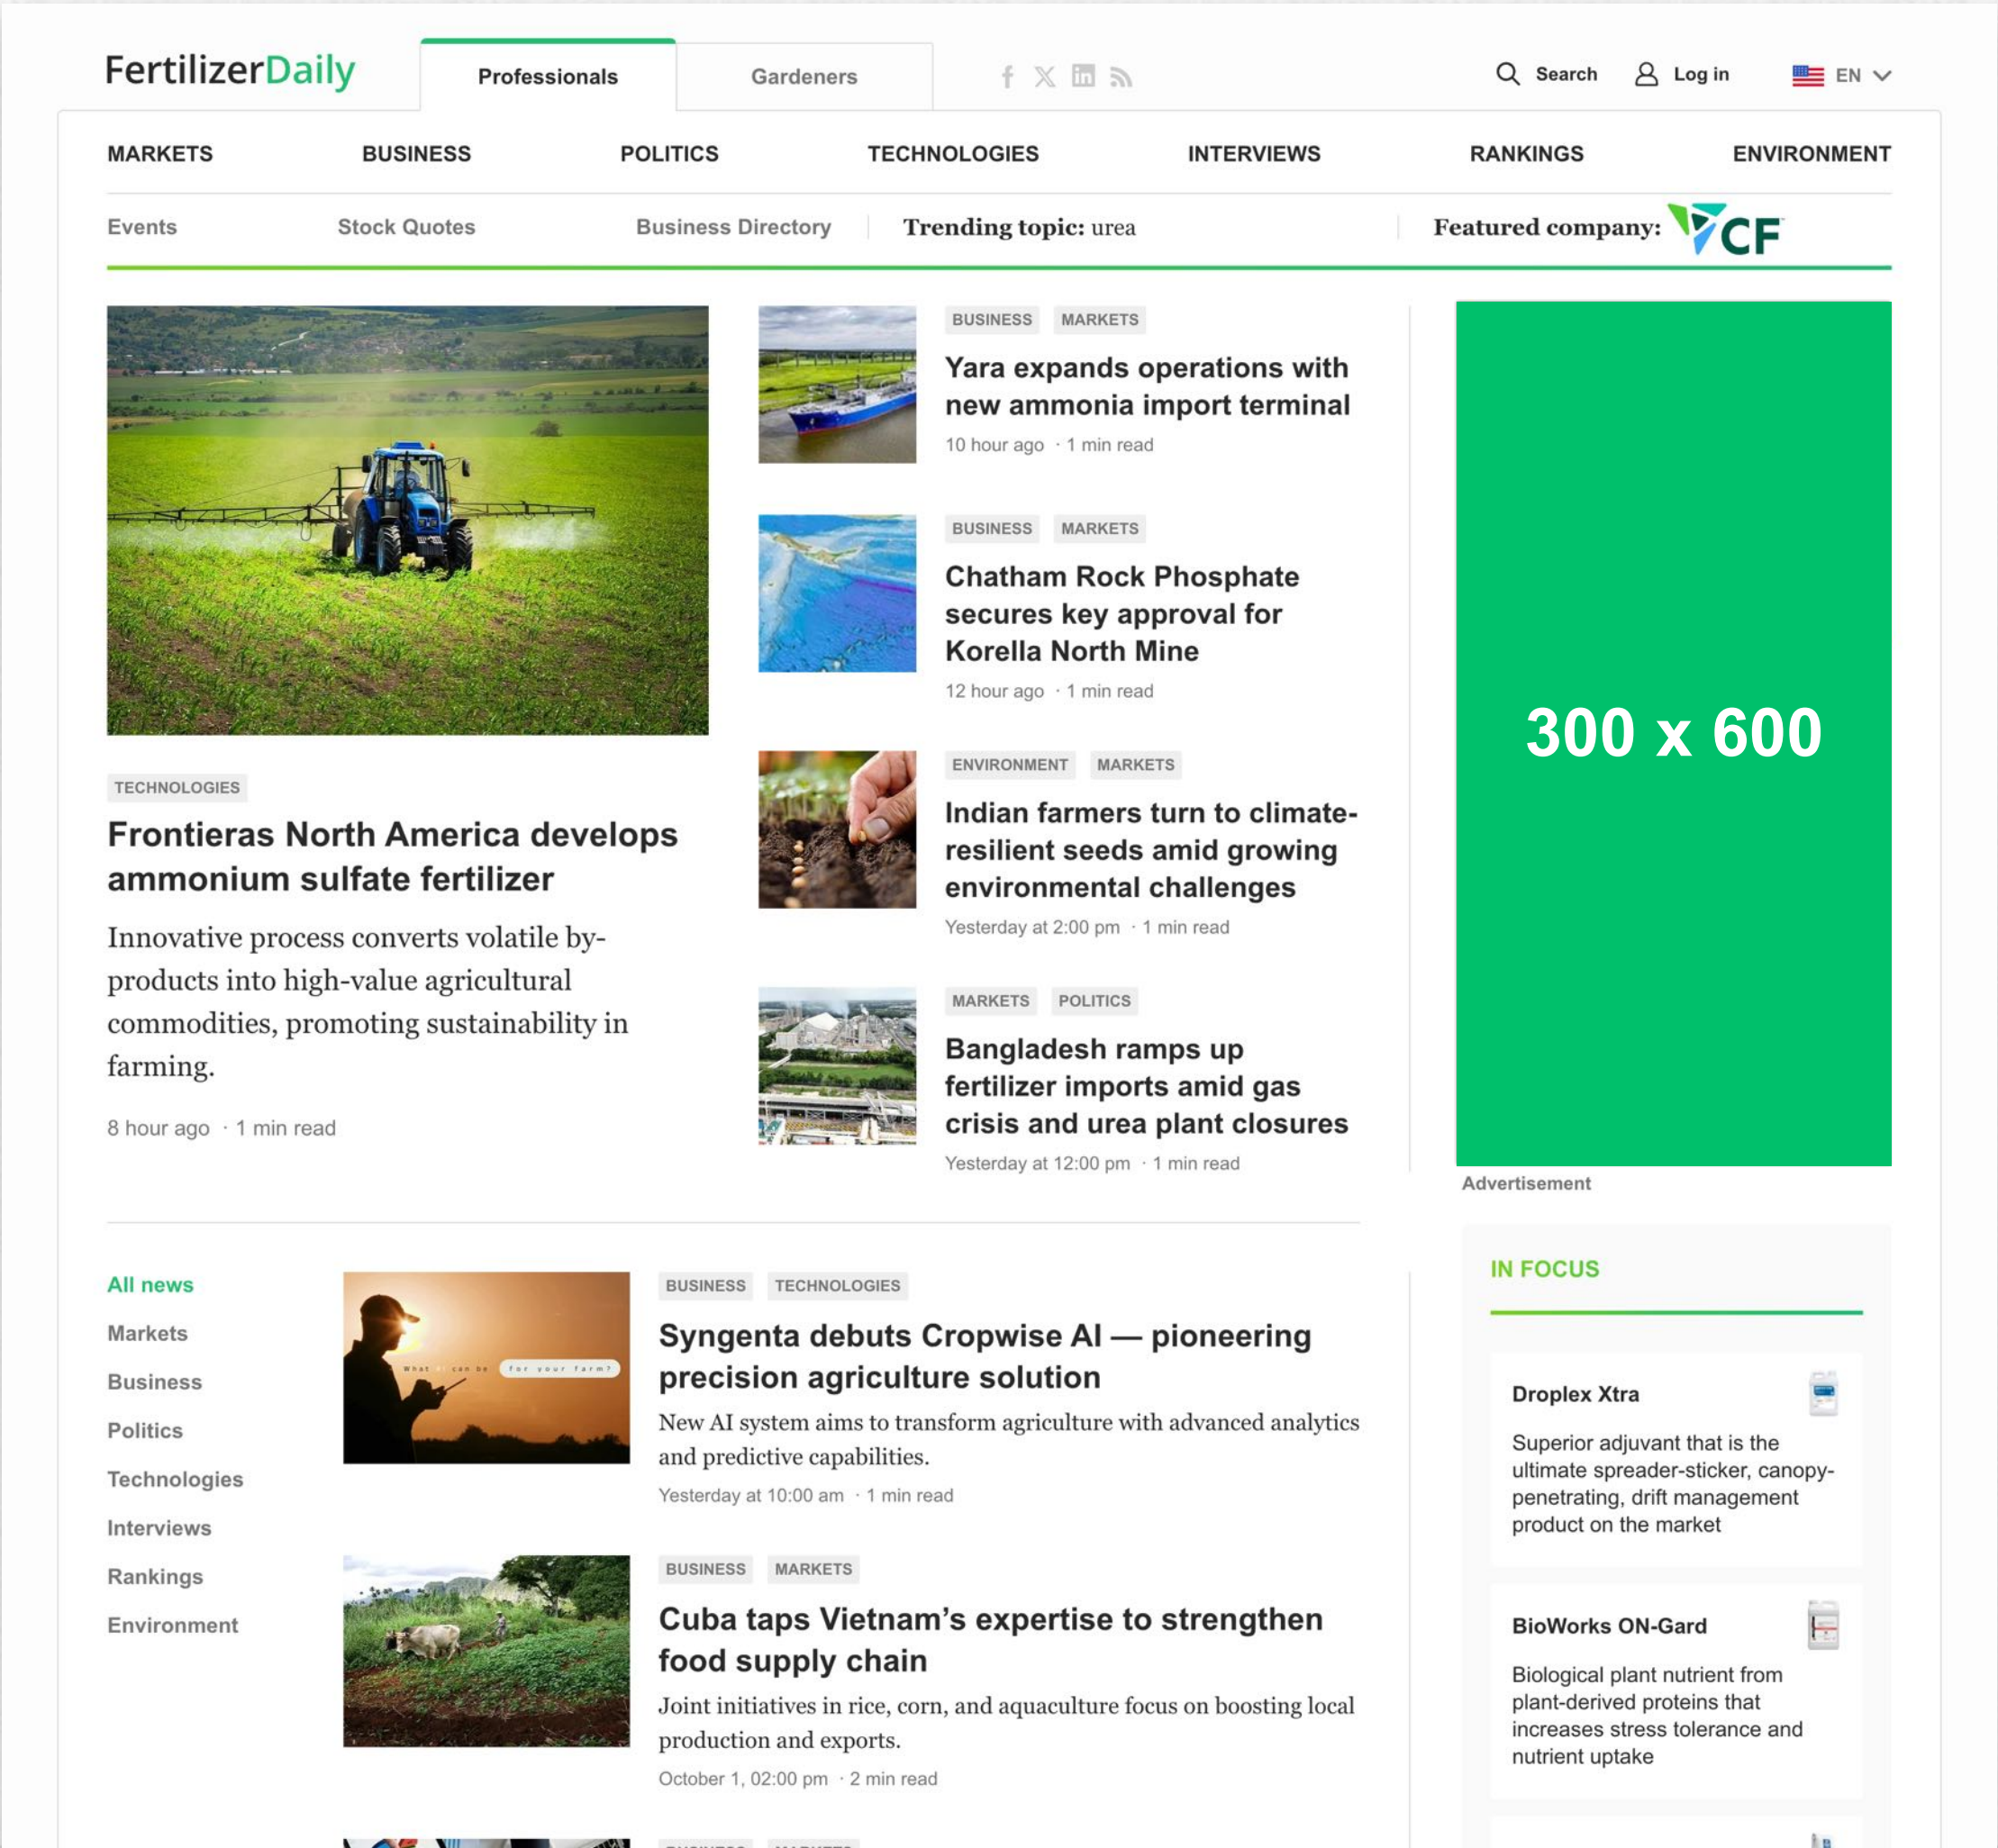 FertilizerDaily
Professionals
Gardeners
Search
Log in
EN
MARKETS
BUSINESS
POLITICS
TECHNOLOGIES
INTERVIEWS
RANKINGS
ENVIRONMENT
Events
Stock Quotes
Business Directory
Trending topic: urea
Featured company: CF
TECHNOLOGIES
Frontieras North America develops
ammonium sulfate fertilizer
Innovative process converts volatile by-
products into high-value agricultural
commodities, promoting sustainability in
farming.
8 hour ago · 1 min read
BUSINESS MARKETS
Yara expands operations with
new ammonia import terminal
10 hour ago · 1 min read
BUSINESS MARKETS
Chatham Rock Phosphate
secures key approval for
Korella North Mine
12 hour ago · 1 min read
ENVIRONMENT MARKETS
Indian farmers turn to climate-
resilient seeds amid growing
environmental challenges
Yesterday at 2:00 pm · 1 min read
MARKETS POLITICS
Bangladesh ramps up
fertilizer imports amid gas
crisis and urea plant closures
Yesterday at 12:00 pm · 1 min read
300 x 600
Advertisement
All news
Markets
Business
Politics
Technologies
Interviews
Rankings
Environment
What can be for your farm?
BUSINESS TECHNOLOGIES
Syngenta debuts Cropwise AI — pioneering
precision agriculture solution
New AI system aims to transform agriculture with advanced analytics
and predictive capabilities.
Yesterday at 10:00 am · 1 min read
BUSINESS MARKETS
Cuba taps Vietnam’s expertise to strengthen
food supply chain
Joint initiatives in rice, corn, and aquaculture focus on boosting local
production and exports.
October 1, 02:00 pm · 2 min read
IN FOCUS
Droplex Xtra
Superior adjuvant that is the
ultimate spreader-sticker, canopy-
penetrating, drift management
product on the market
BioWorks ON-Gard
Biological plant nutrient from
plant-derived proteins that
increases stress tolerance and
nutrient uptake